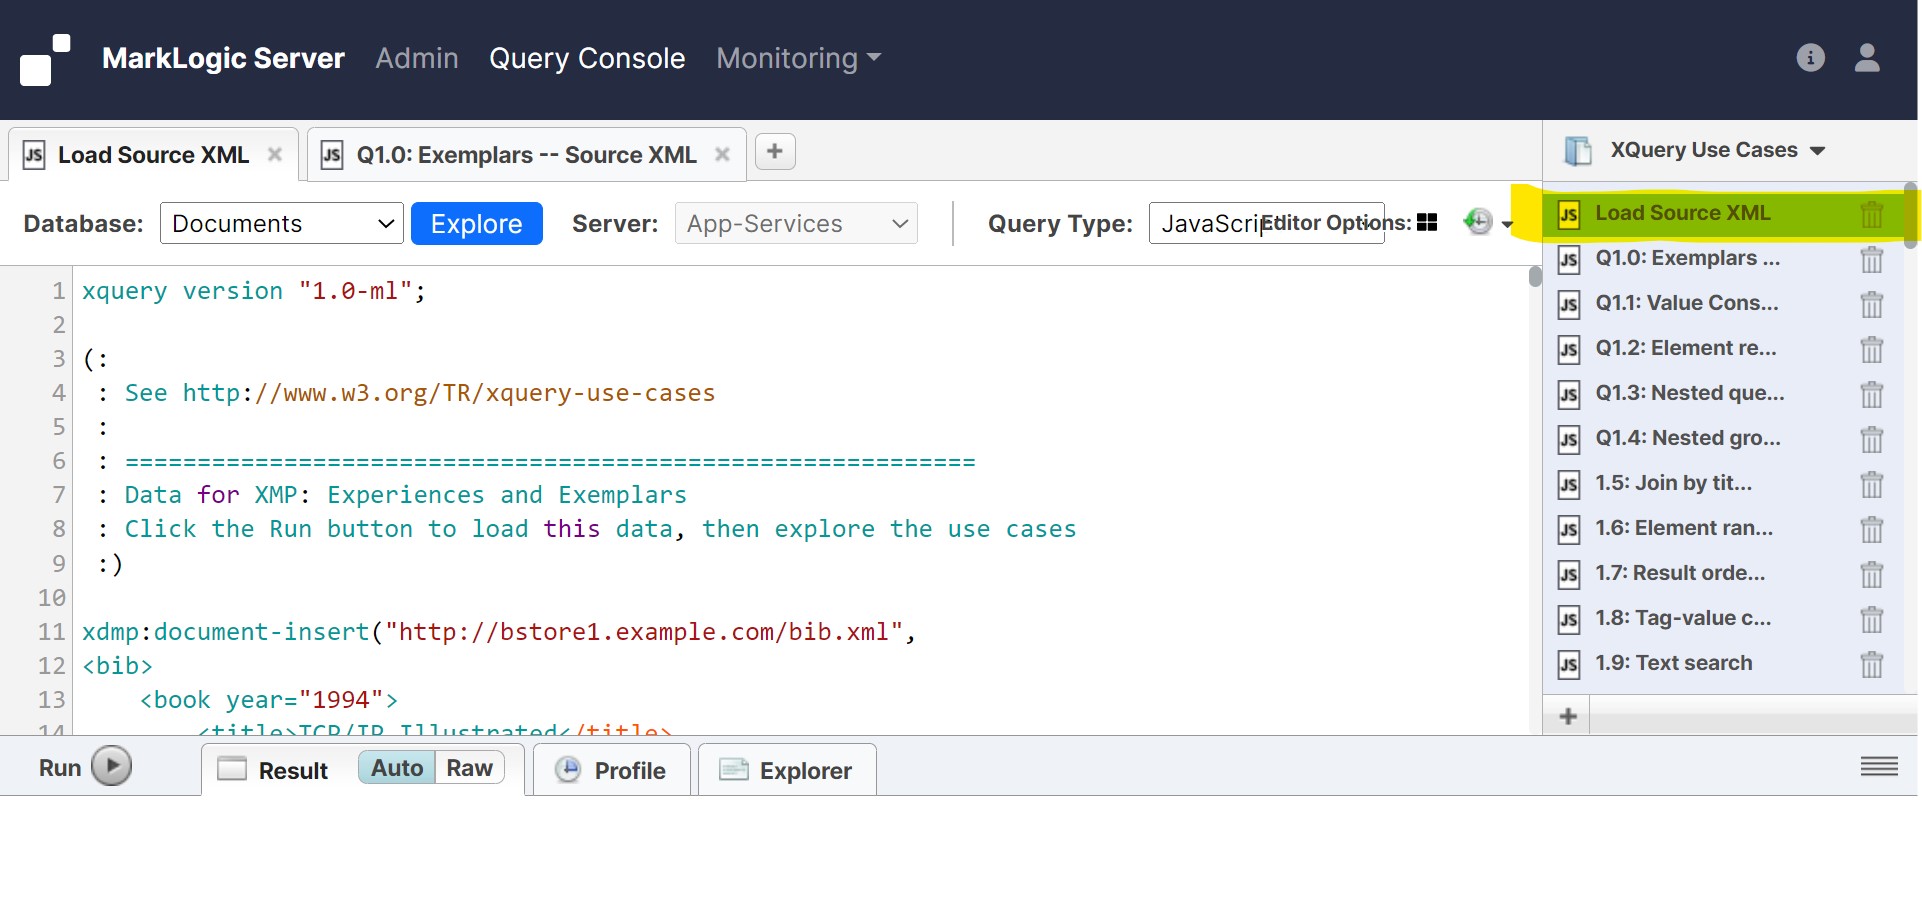 MarkLogic Server Admin Query Console Monitoring
JS Load Source XML × JS Q1.0: Exemplars -- Source XML × +
XQuery Use Cases
Database: Documents Explore Server: App-Services Query Type: JavaScrip Editor Options:
1 xquery version "1.0-ml";
2
3 (:
4 : See http://www.w3.org/TR/xquery-use-cases
5 :
6 : ===========================================================
7 : Data for XMP: Experiences and Exemplars
8 : Click the Run button to load this data, then explore the use cases
9 :)
10
11 xdmp:document-insert("http://bstore1.example.com/bib.xml",
12 <bib>
13 <book year="1994">
14 <title>TCP/IP Illustrated</title>
JS Load Source XML
JS Q1.0: Exemplars ...
JS Q1.1: Value Cons...
JS Q1.2: Element re...
JS Q1.3: Nested que...
JS Q1.4: Nested gro...
JS 1.5: Join by tit...
JS 1.6: Element ran...
JS 1.7: Result orde...
JS 1.8: Tag-value c...
JS 1.9: Text search
+
Run Result Auto Raw Profile Explorer